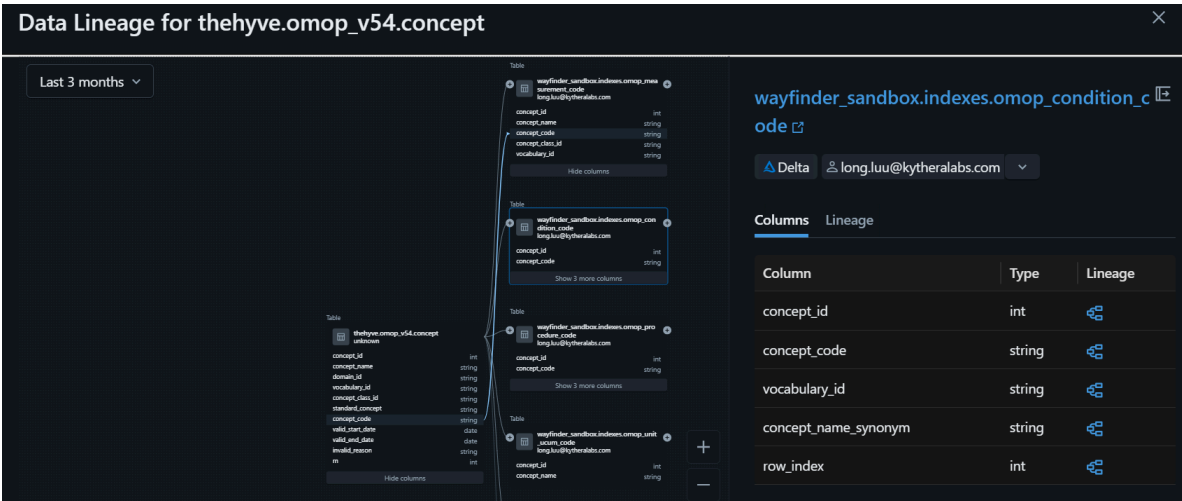 Data Lineage for thehyve.omop_v54.concept
Last 3 months
Table
wayfinder_sandbox.indexes.omop_mea
surement_code
long.luu@kytheralabs.com
concept_id int
concept_name string
concept_code string
concept_class_id string
vocabulary_id string
Hide columns
Table
wayfinder_sandbox.indexes.omop_con
dition_code
long.luu@kytheralabs.com
concept_id int
concept_code string
Show 3 more columns
Table
wayfinder_sandbox.indexes.omop_pro
cedure_code
long.luu@kytheralabs.com
concept_id int
concept_code string
Show 3 more columns
Table
wayfinder_sandbox.indexes.omop_unit
_ucum_code
long.luu@kytheralabs.com
concept_id int
concept_name string
Table
thehyve.omop_v54.concept
unknown
concept_id int
concept_name string
domain_id string
vocabulary_id string
concept_class_id string
standard_concept string
concept_code string
valid_start_date date
valid_end_date date
invalid_reason string
rn int
Hide columns
wayfinder_sandbox.indexes.omop_condition_c
ode
Delta long.luu@kytheralabs.com
Columns Lineage
Column Type Lineage
concept_id int
concept_code string
vocabulary_id string
concept_name_synonym string
row_index int